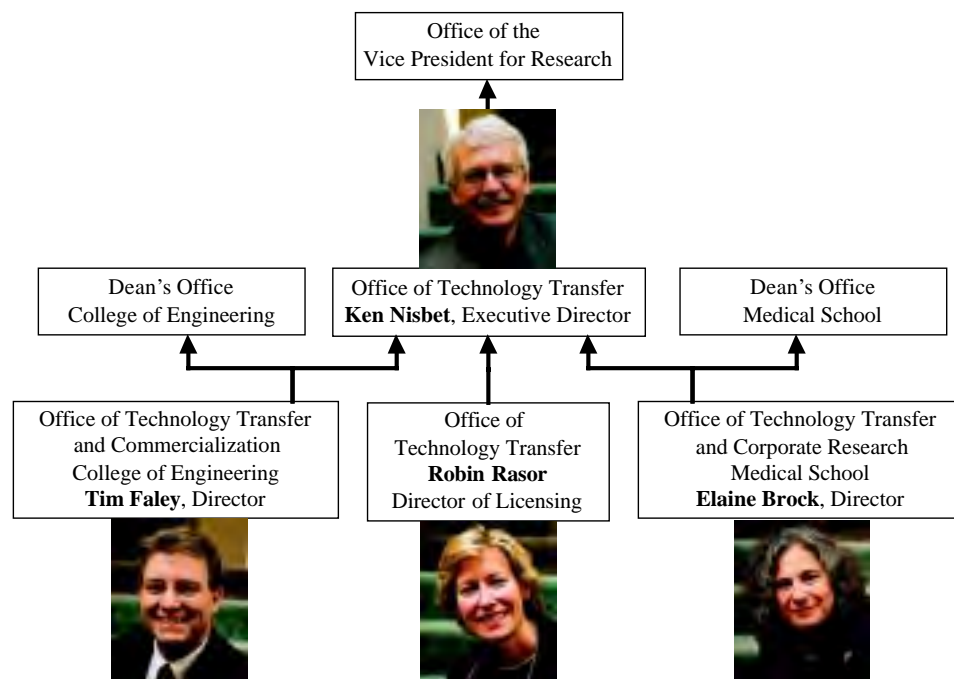 Office of the
Vice President for Research
Dean’s Office
College of Engineering
Office of Technology Transfer
Ken Nisbet, Executive Director
Dean’s Office
Medical School
Office of Technology Transfer
and Commercialization
College of Engineering
Tim Faley, Director
Office of
Technology Transfer
Robin Rasor
Director of Licensing
Office of Technology Transfer
and Corporate Research
Medical School
Elaine Brock, Director